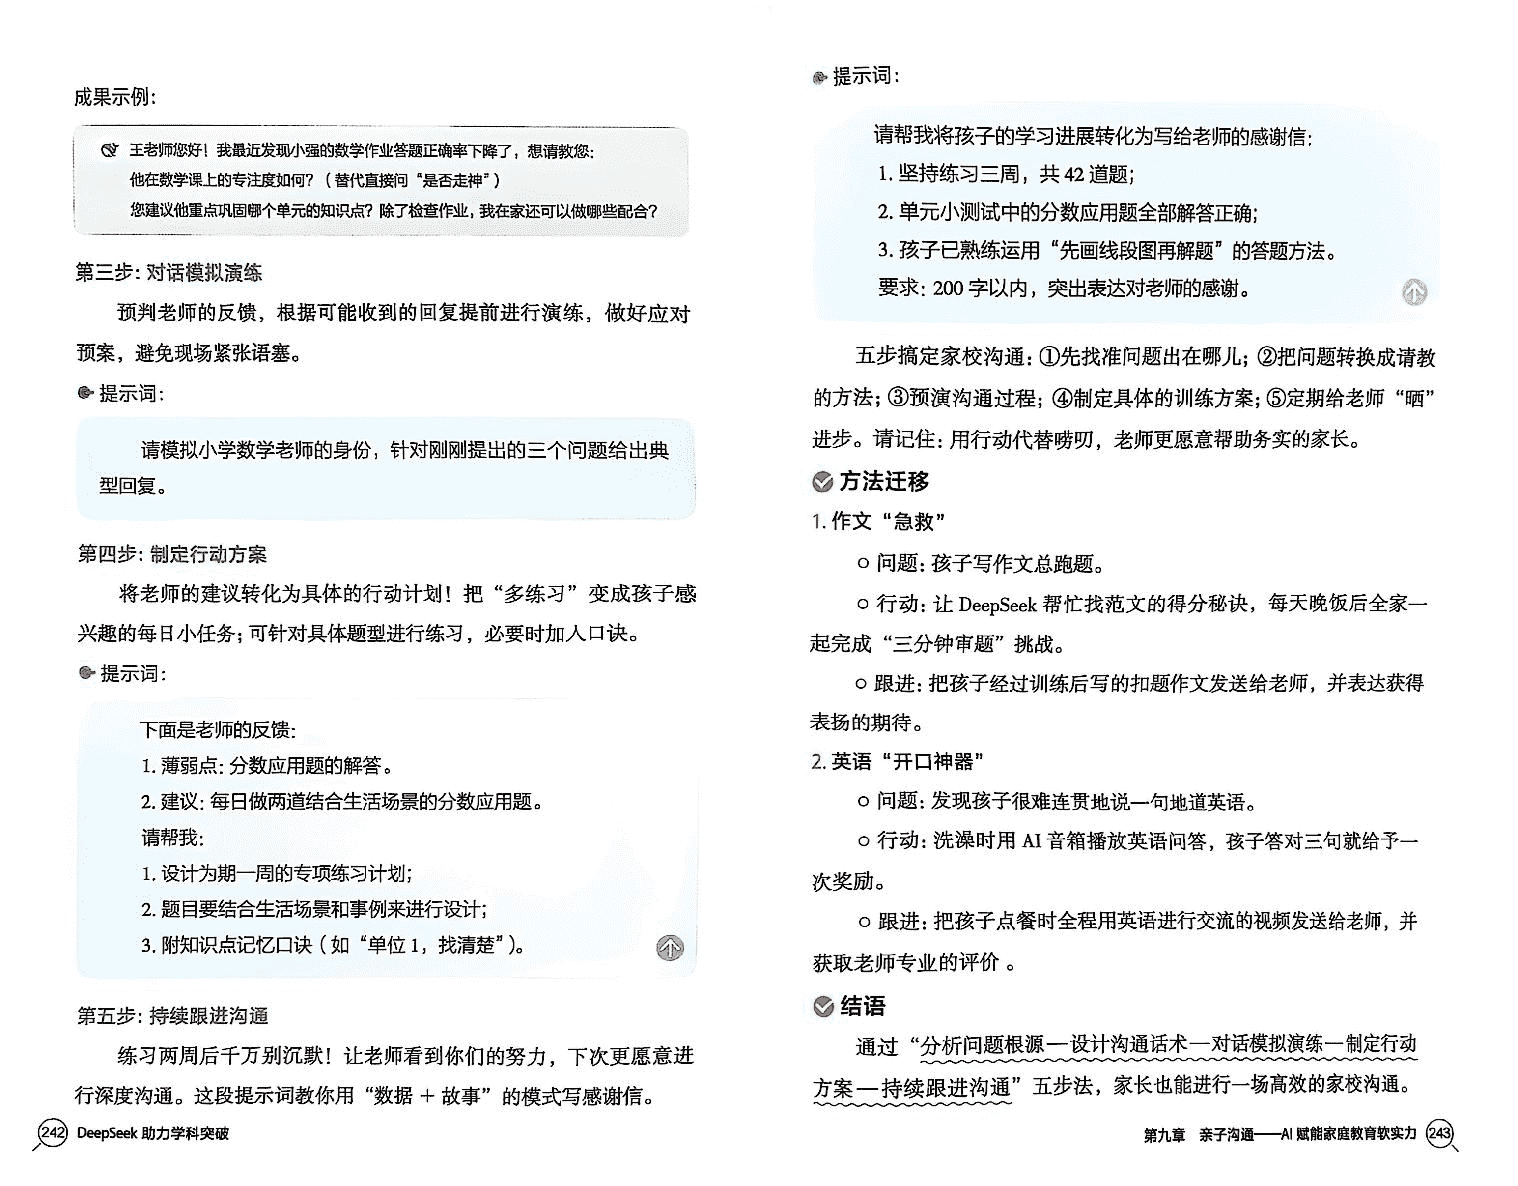 成果示例：
王老师您好！我最近发现小强的数学作业答题正确率下降了，想请教您：
他在数学课上的专注度如何？（替代直接问“是否走神”）
您建议他重点巩固哪个单元的知识点？除了检查作业，我在家还可以做哪些配合？
第三步：对话模拟演练
预判老师的反馈，根据可能收到的回复提前进行演练，做好应对
预案，避免现场紧张语塞。
提示词：
请模拟小学数学老师的身份，针对刚刚提出的三个问题给出典
型回复。
第四步：制定行动方案
将老师的建议转化为具体的行动计划！把“多练习”变成孩子感
兴趣的每日小任务；可针对具体题型进行练习，必要时加入口诀。
提示词：
下面是老师的反馈：
1. 薄弱点：分数应用题的解答。
2. 建议：每日做两道结合生活场景的分数应用题。
请帮我：
1. 设计为期一周的专项练习计划；
2. 题目要结合生活场景和事例来进行设计；
3. 附知识点记忆口诀（如“单位 1，找清楚”）。
第五步：持续跟进沟通
练习两周后千万别沉默！让老师看到你们的努力，下次更愿意进
行深度沟通。这段提示词教你用“数据 + 故事”的模式写感谢信。
242 DeepSeek 助力学科突破
提示词：
请帮我将孩子的学习进展转化为写给老师的感谢信：
1. 坚持练习三周，共 42 道题；
2. 单元小测试中的分数应用题全部解答正确；
3. 孩子已熟练运用“先画线段图再解题”的答题方法。
要求：200 字以内，突出表达对老师的感谢。
五步搞定家校沟通：①先找准问题出在哪儿；②把问题转换成请教
的方法；③预演沟通过程；④制定具体的训练方案；⑤定期给老师“晒”
进步。请记住：用行动代替唠叨，老师更愿意帮助务实的家长。
方法迁移
1. 作文“急救”
○ 问题：孩子写作文总跑题。
○ 行动：让 DeepSeek 帮忙找范文的得分秘诀，每天晚饭后全家一
起完成“三分钟审题”挑战。
○ 跟进：把孩子经过训练后写的扣题作文发送给老师，并表达获得
表扬的期待。
2. 英语“开口神器”
○ 问题：发现孩子很难连贯地说一句地道英语。
○ 行动：洗澡时用 AI 音箱播放英语问答，孩子答对三句就给予一
次奖励。
○ 跟进：把孩子点餐时全程用英语进行交流的视频发送给老师，并
获取老师专业的评价 。
结语
通过“分析问题根源—设计沟通话术—对话模拟演练—制定行动
方案—持续跟进沟通”五步法，家长也能进行一场高效的家校沟通。
第九章 亲子沟通——AI 赋能家庭教育软实力 243